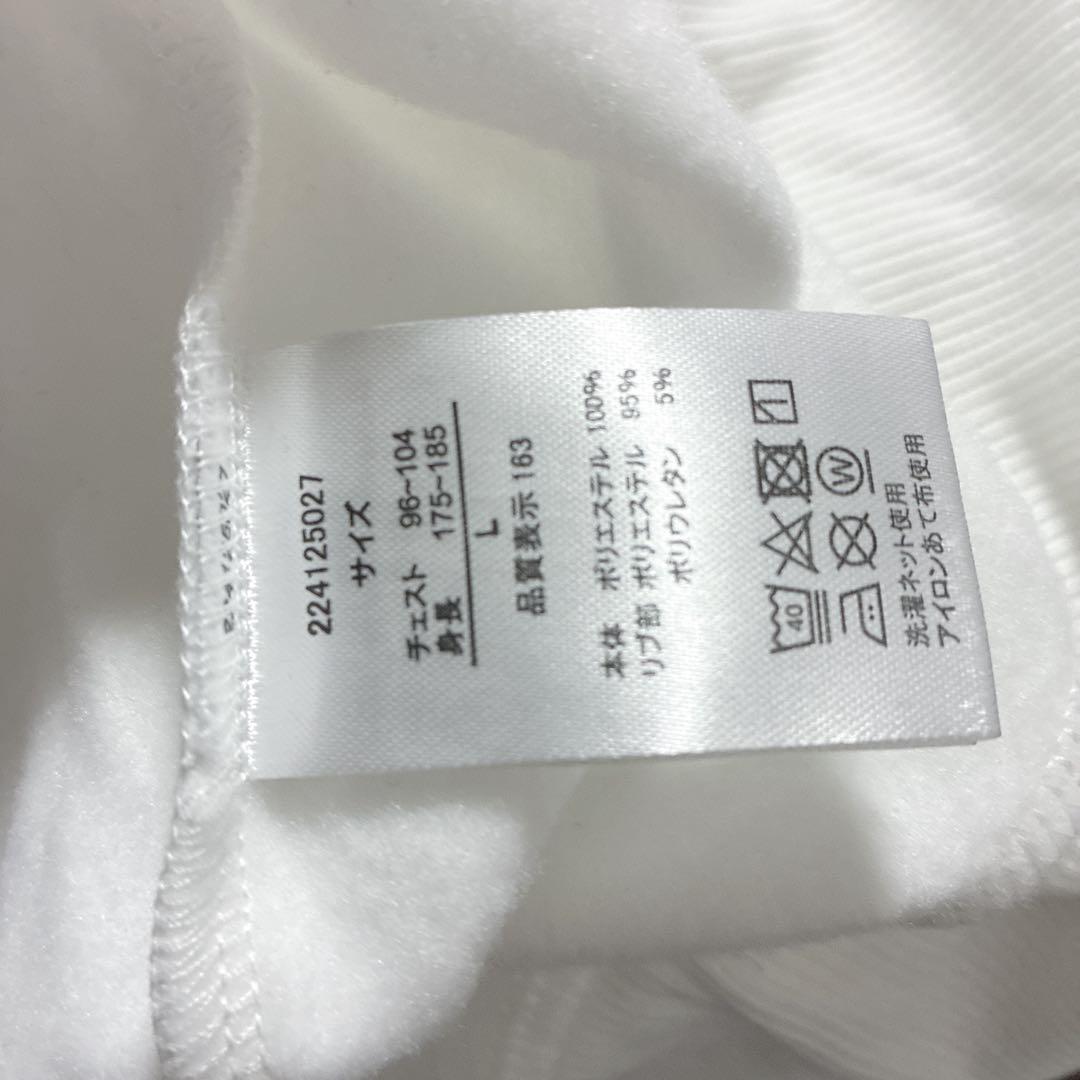 224125027
サイズ
チェスト 96~104
身長 175~185
L
品質表示 163
本体 ポリエステル 100%
リブ部 ポリエステル 95%
ポリウレタン 5%
40
W
洗濯ネット使用
アイロンあて布使用